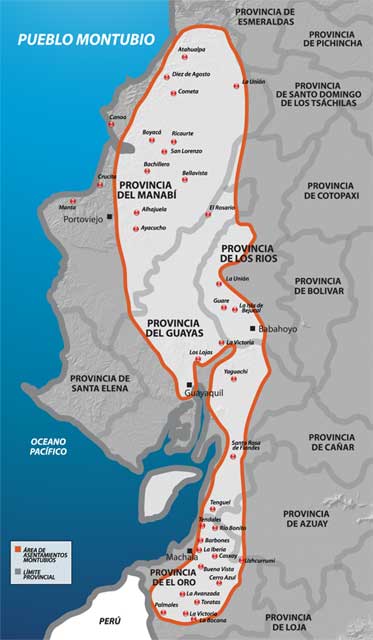 PUEBLO MONTUBIO
PROVINCIA DE
ESMERALDAS
PROVINCIA
DE PICHINCHA
Atahualpa
Diez de Agosto
La Unión
Cometa
PROVINCIA
DE SANTO DOMINGO
DE LOS TSÁCHILAS
Canoa
Boyacá
Ricaurte
San Lorenzo
Bachillero
Bellavista
Crucita
PROVINCIA
DEL MANABÍ
PROVINCIA
DE COTOPAXI
Manta
Portoviejo
Alhajuela
El Rosario
Ayacucho
PROVINCIA
DE LOS RIOS
La Unión
PROVINCIA
DE BOLIVAR
Guare
La Isla de
Bejucal
PROVINCIA
DEL GUAYAS
Babahoyo
La Victoria
Los Lojas
Yaguachi
PROVINCIA DE
SANTA ELENA
Guayaquil
OCEANO
PACÍFICO
Santa Rosa
de Flandes
PROVINCIA
DE CAÑAR
Tenguel
PROVINCIA
DE AZUAY
Tendales
Río Bonito
Barbones
Machala
La Iberia
Caxay
Uzhcurrumi
Buena Vista
PROVINCIA
DE EL ORO
Cerro Azul
La Avanzada
Palmales
Toratas
La Victoria
La Bocana
PROVINCIA
DE LOJA
PERÚ
ÁREA DE
ASENTAMIENTOS
MONTUBIOS
LÍMITE
PROVINCIAL